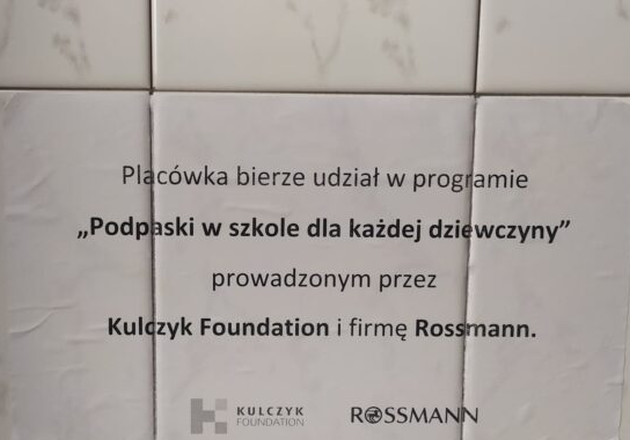 Placówka bierze udział w programie
„Podpaski w szkole dla każdej dziewczyny”
prowadzonym przez
Kulczyk Foundation i firmę Rossmann.
KULCZYK
FOUNDATION
ROSSMANN